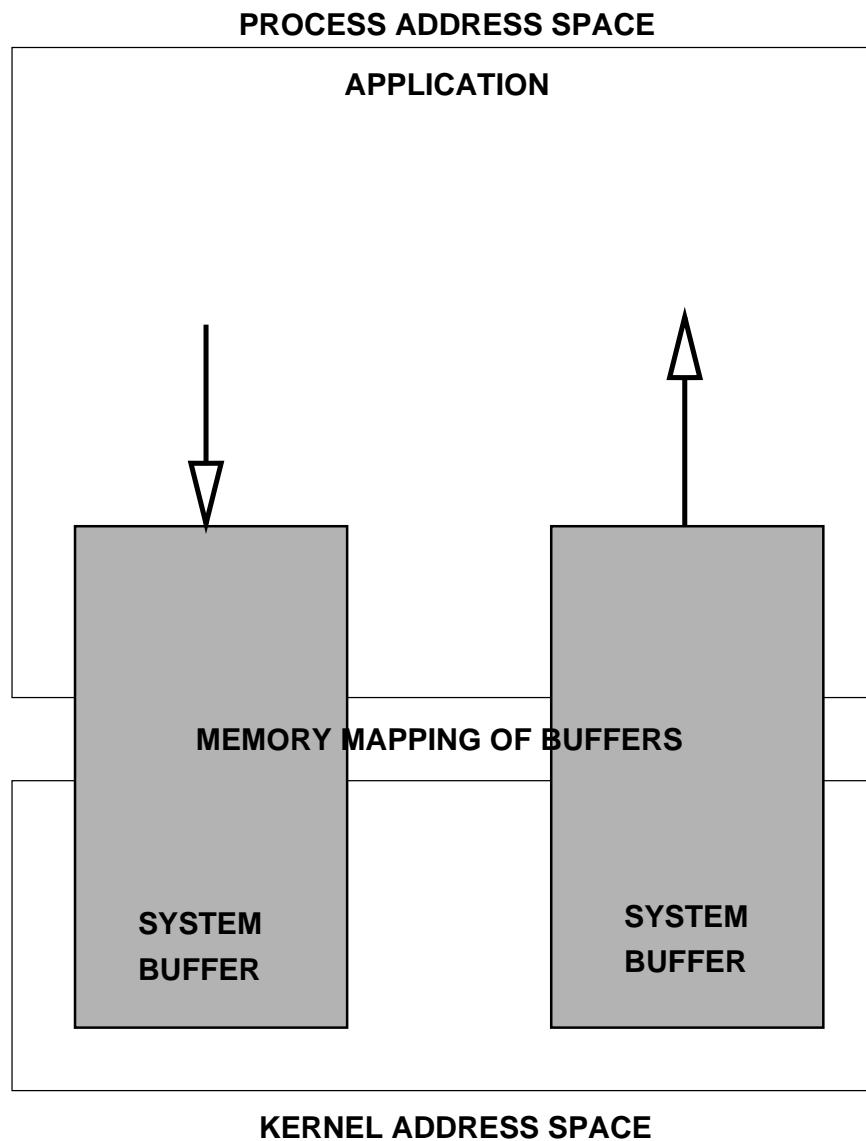 PROCESS ADDRESS SPACE
APPLICATION
MEMORY MAPPING OF BUFFERS
SYSTEM
BUFFER
SYSTEM
BUFFER
KERNEL ADDRESS SPACE